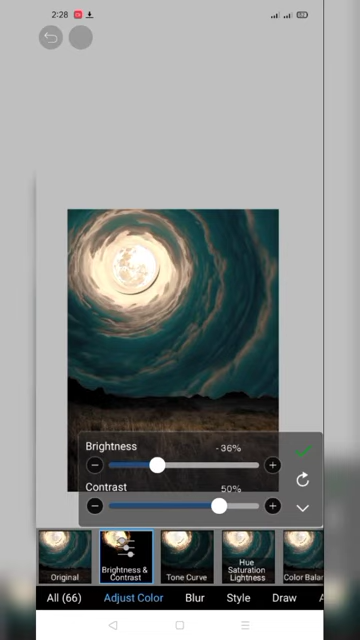 2:28
Brightness
- 36%
Contrast
50%
Original
Brightness &
Contrast
Tone Curve
Hue
Saturation
Lightness
Color Balan
All (66)
Adjust Color
Blur
Style
Draw
A